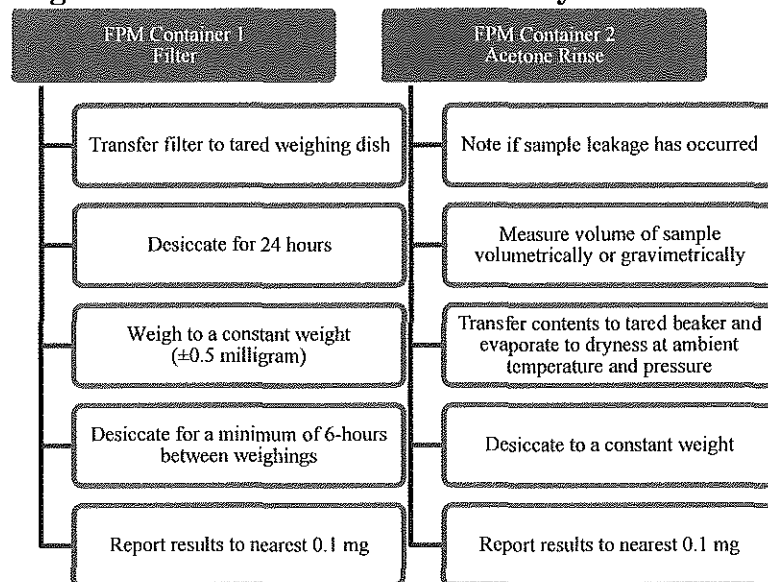 FPM Container 1
Filter
Transfer filter to tared weighing dish
Desiccate for 24 hours
Weigh to a constant weight
(±0.5 milligram)
Desiccate for a minimum of 6-hours
between weighings
Report results to nearest 0.1 mg
FPM Container 2
Acetone Rinse
Note if sample leakage has occurred
Measure volume of sample
volumetrically or gravimetrically
Transfer contents to tared beaker and
evaporate to dryness at ambient
temperature and pressure
Desiccate to a constant weight
Report results to nearest 0.1 mg